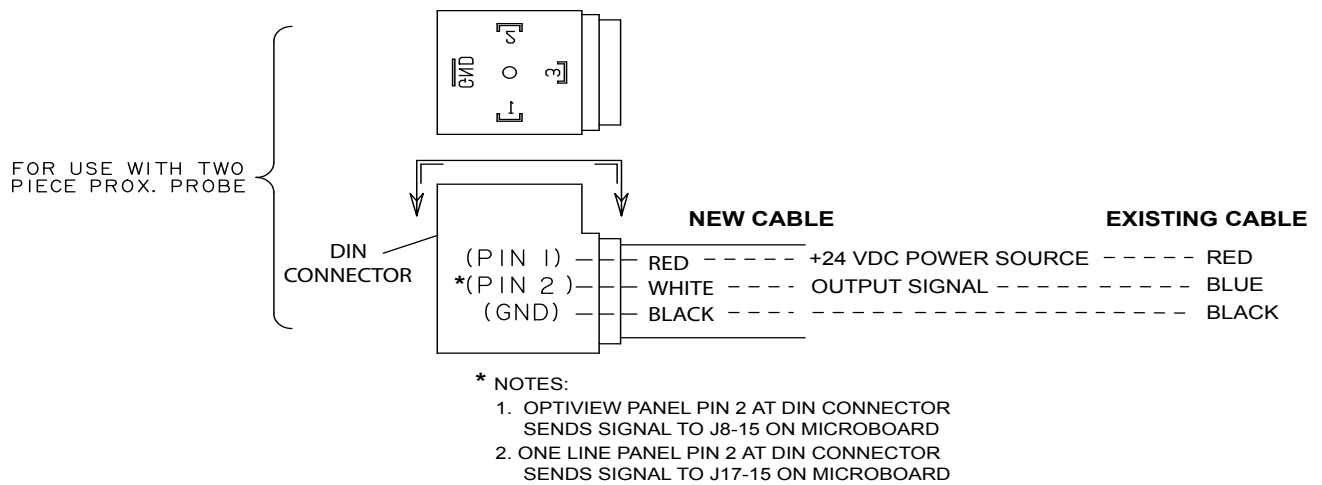 2
GND
3
1
FOR USE WITH TWO
PIECE PROX. PROBE
NEW CABLE
EXISTING CABLE
DIN
CONNECTOR
(PIN 1) RED +24 VDC POWER SOURCE RED
*(PIN 2) WHITE OUTPUT SIGNAL BLUE
(GND) BLACK BLACK
* NOTES:
1. OPTIVIEW PANEL PIN 2 AT DIN CONNECTOR
SENDS SIGNAL TO J8-15 ON MICROBOARD
2. ONE LINE PANEL PIN 2 AT DIN CONNECTOR
SENDS SIGNAL TO J17-15 ON MICROBOARD